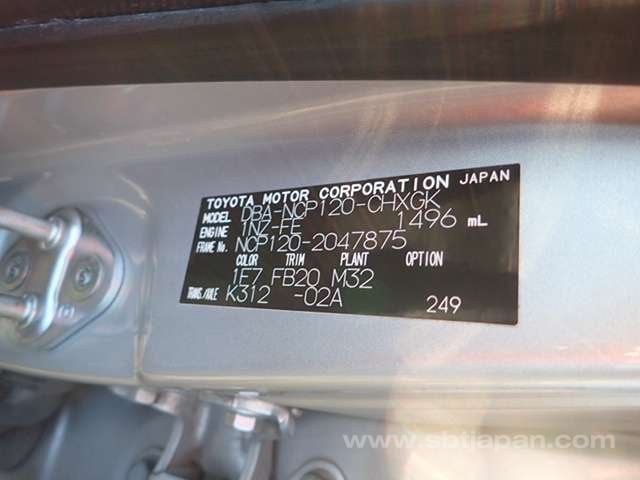 TOYOTA MOTOR CORPORATION JAPAN
MODEL DBA-NCP120-CHXGK
ENGINE 1NZ-FE 1496 mL
FRAME No. NCP120-2047875
COLOR TRIM PLANT OPTION
1F7 FB20 M32
TRANS./AXLE K312 -02A 249
www.sbtjapan.com